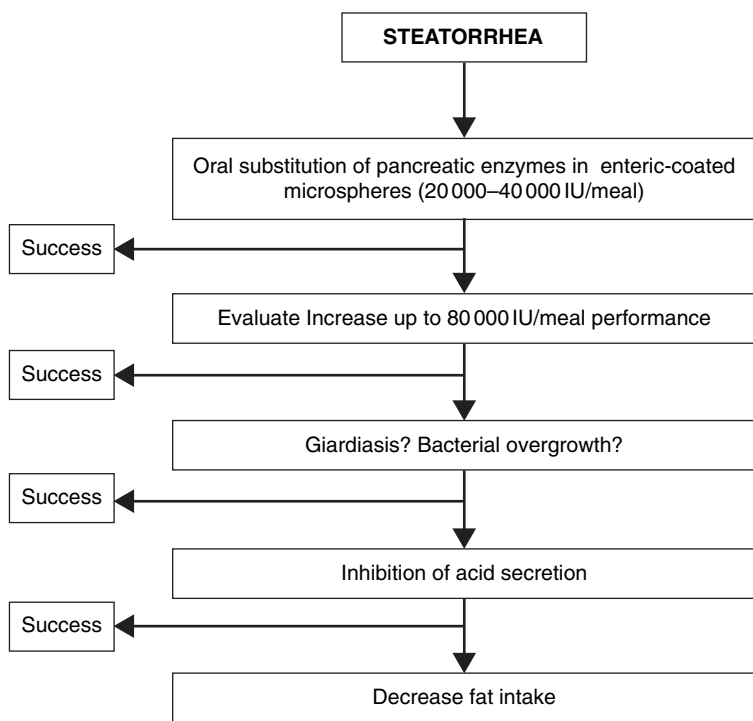 STEATORRHEA
Oral substitution of pancreatic enzymes in enteric-coated
microspheres (20 000–40 000 IU/meal)
Success
Evaluate Increase up to 80 000 IU/meal performance
Success
Giardiasis? Bacterial overgrowth?
Success
Inhibition of acid secretion
Success
Decrease fat intake